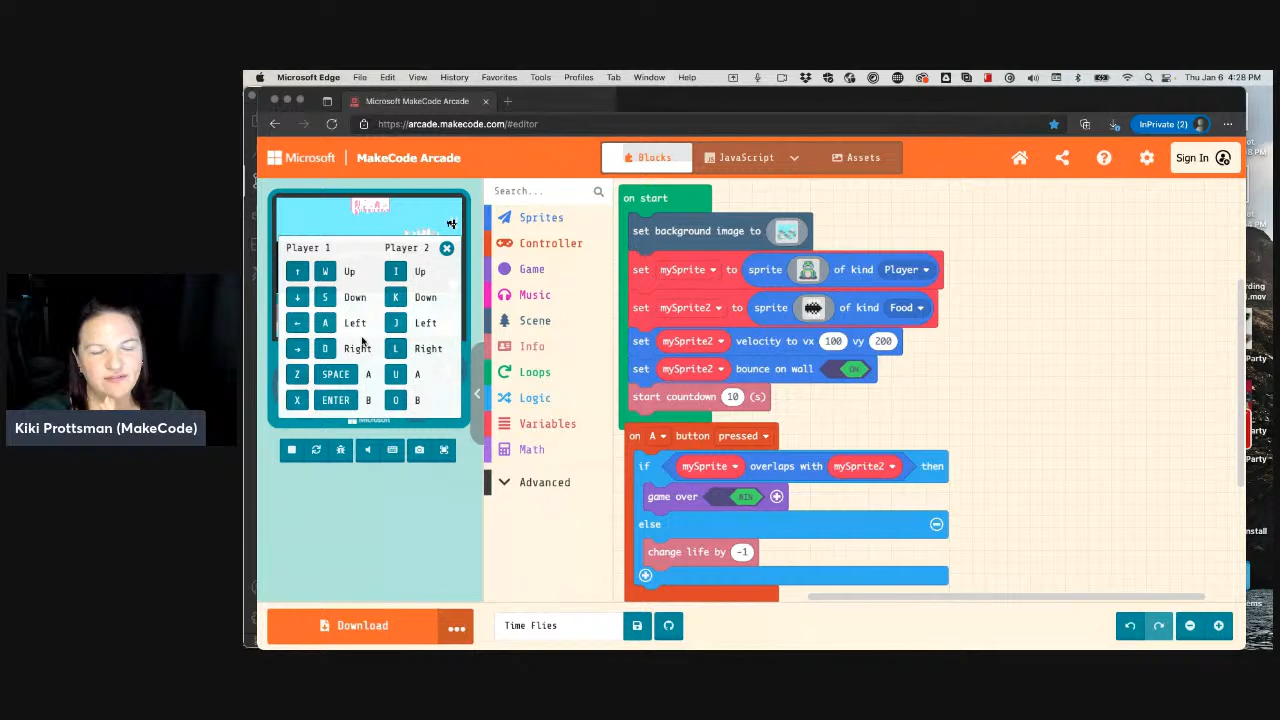 Microsoft Edge File Edit View History Favorites Tools Profiles Tab Window Help Thu Jan 6 4:28 PM
Microsoft MakeCode Arcade
https://arcade.makecode.com/#editor
InPrivate (2)
Microsoft MakeCode Arcade
Blocks JavaScript Assets
Sign In
Player 1 Player 2
↑ W Up I Up
↓ S Down K Down
← A Left J Left
→ D Right L Right
Z SPACE A U A
X ENTER B O B
Microsoft
Search...
Sprites
Controller
Game
Music
Scene
Info
Loops
Logic
Variables
Math
Advanced
on start
set background image to
set mySprite to sprite of kind Player
set mySprite2 to sprite of kind Food
set mySprite2 velocity to vx 100 vy 200
set mySprite2 bounce on wall ON
start countdown 10 (s)
on A button pressed
if mySprite overlaps with mySprite2 then
game over WIN
else
change life by -1
Download
Time Flies
Kiki Prottsman (MakeCode)
Party
Party
nstall